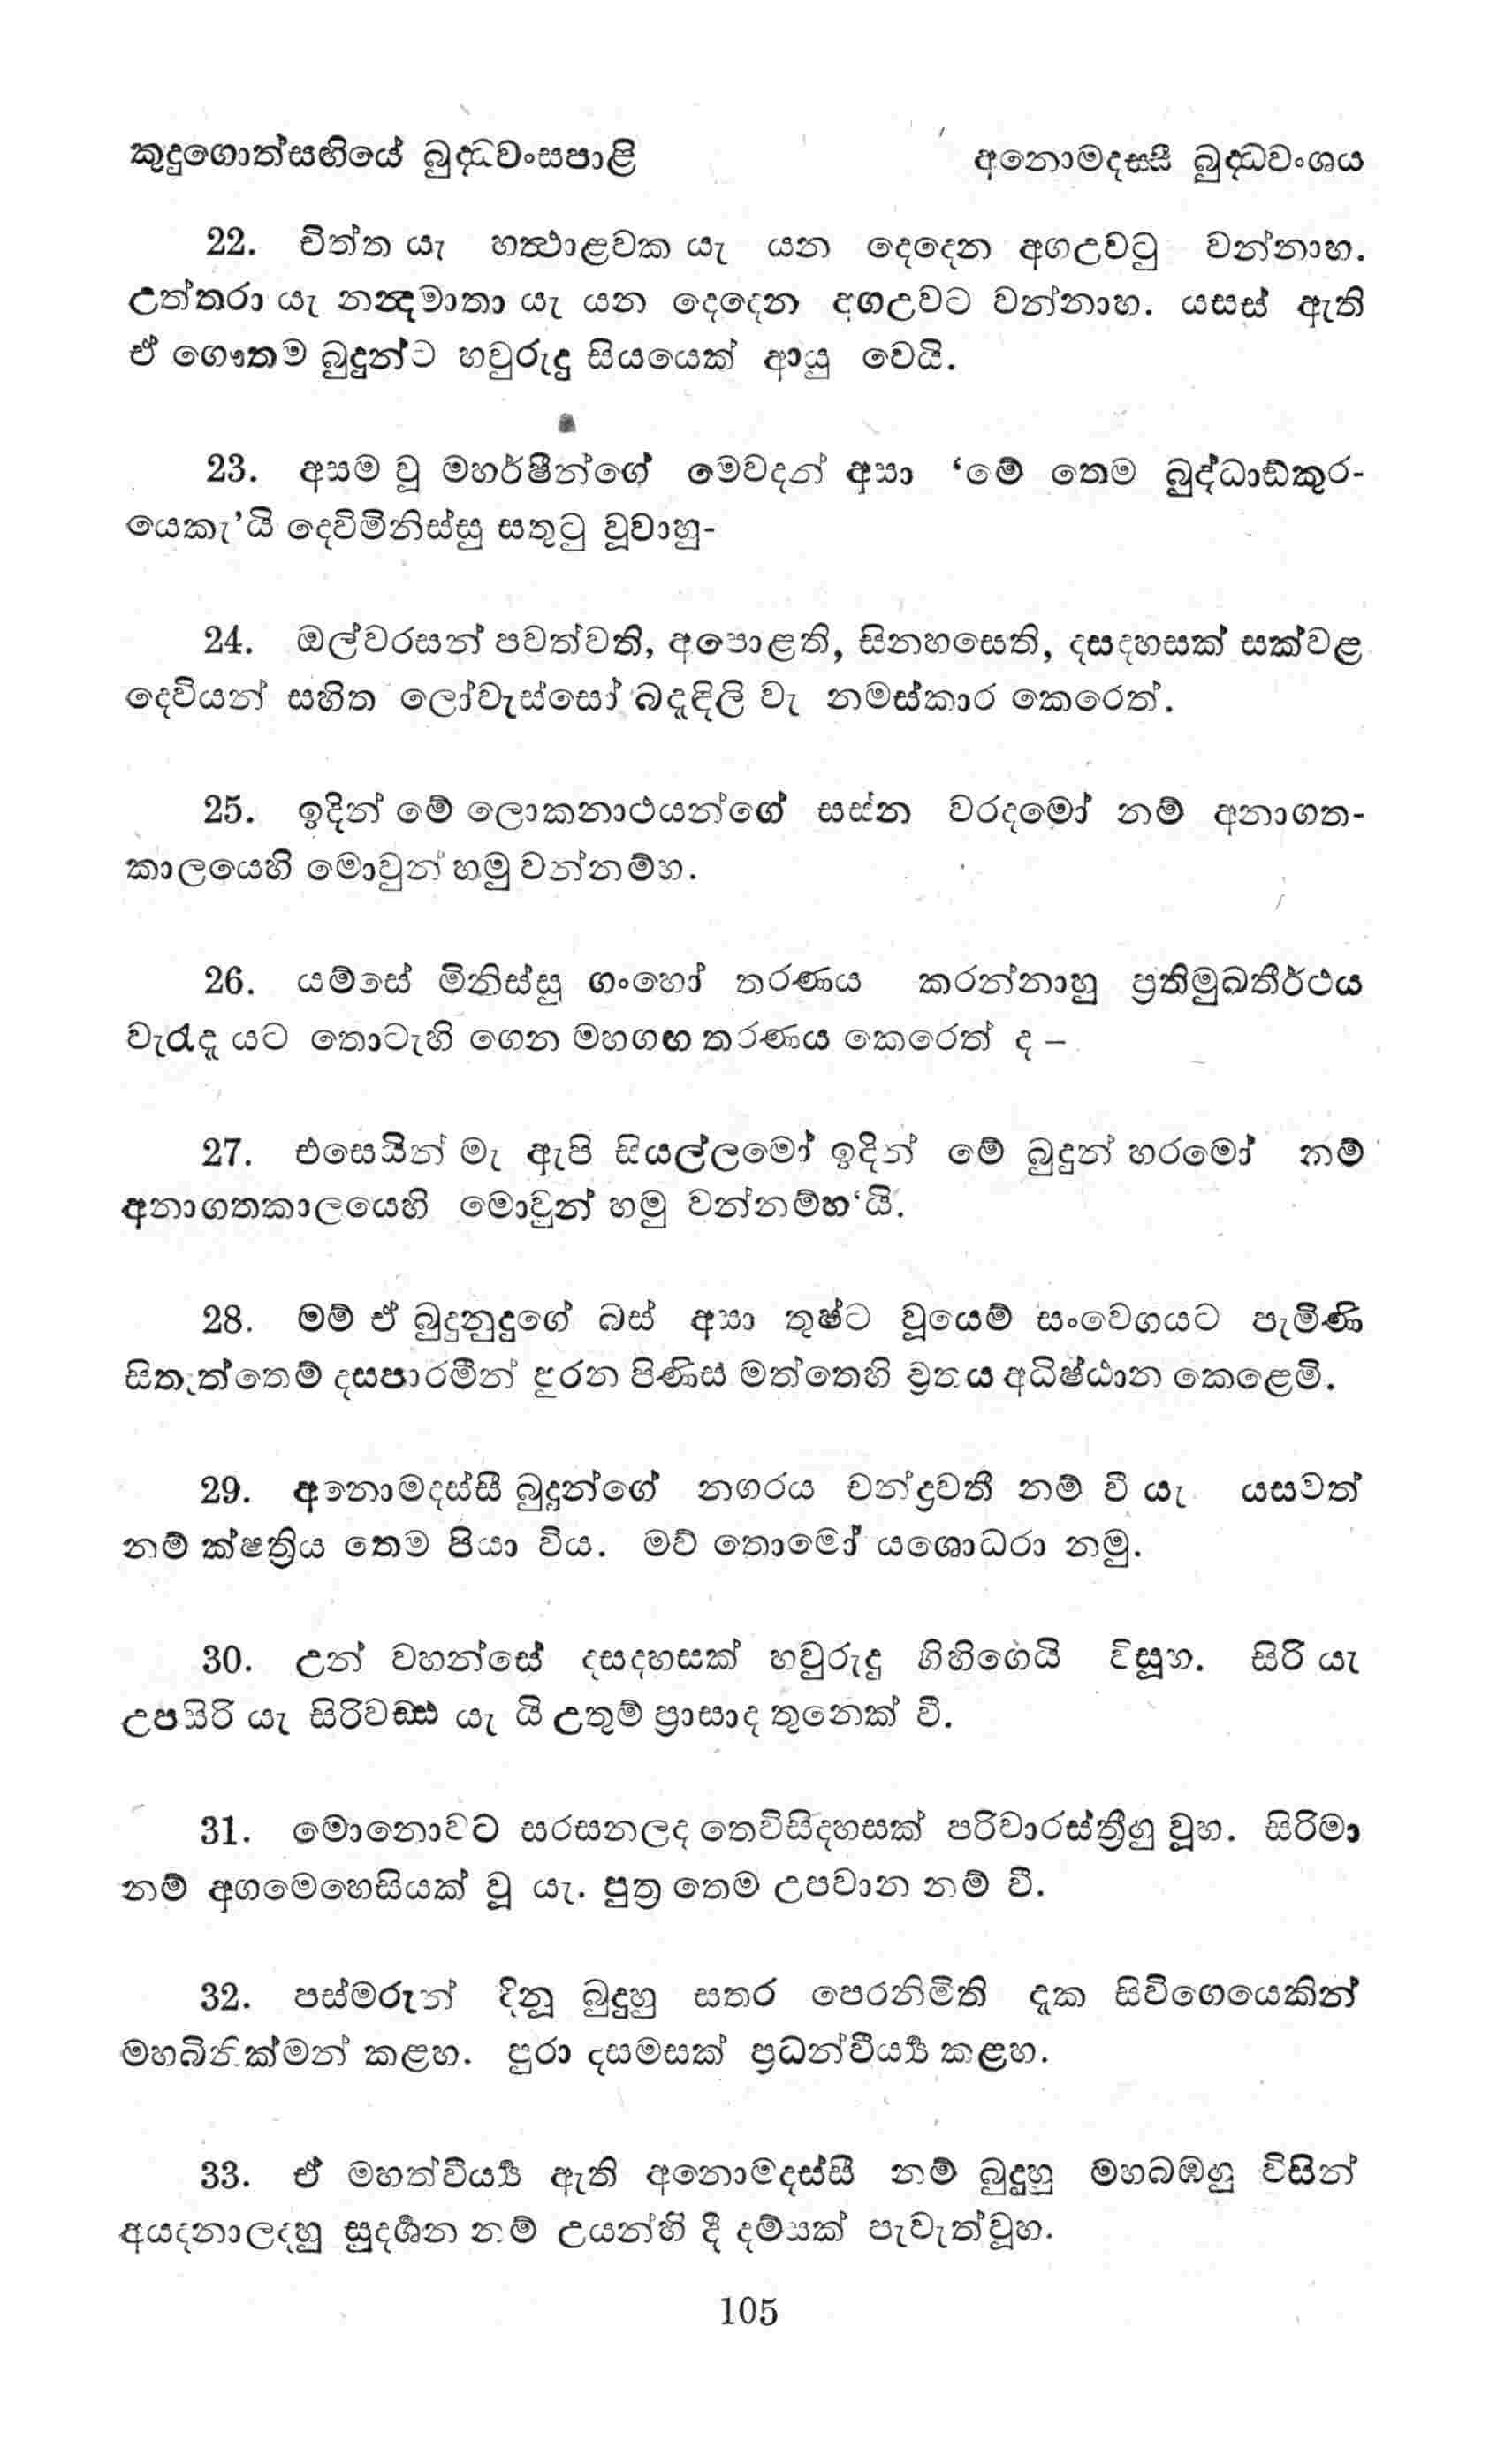 කුදුගොත්සඟියේ බුද්‍ධවංසපාළි
අනොමදස්සී බුද්‍ධවංශය
22. චිත්ත යැ හත්‍ථාළවක යැ යන දෙදෙන අගඋවටු වන්නාහ.
උත්තරා යැ නන්‍දමාතා යැ යන දෙදෙන අගඋවට වන්නාහ. යසස් ඇති
ඒ ගෞතම බුදුන්ට හවුරුදු සියයෙක් ආයු වෙයි.
23. අසම වූ මහර්ෂීන්ගේ මෙවදන් අසා ‘මේ තෙම බුද්ධාඞ්කුර-
යෙකැ’යි දෙව්මිනිස්සු සතුටු වූවාහු-
24. ඔල්වරසන් පවත්වති, අපොළති, සිනහසෙති, දසදහසක් සක්වළ
දෙවියන් සහිත ලෝවැස්සෝ බදැඳිලි වැ නමස්කාර කෙරෙත්.
25. ඉදින් මේ ලොකනාථයන්ගේ සස්න වරදමෝ නම් අනාගත-
කාලයෙහි මොවුන් හමු වන්නම්හ.
26. යම්සේ මිනිස්සු ගංහෝ තරණය කරන්නාහු ප්‍රතිමුඛතීර්ථය
වැරැදැ යට තොටැහි ගෙන මහගඟ තරණය කෙරෙත් ද –
27. එසෙයින් මැ ඇපි සියල්ලමෝ ඉදින් මේ බුදුන් හරමෝ නම්
අනාගතකාලයෙහි මොවුන් හමු වන්නම්හ‘යි.
28. මම් ඒ බුදුනුදුගේ බස් අසා තුෂ්ට වූයෙම් සංවෙගයට පැමිණි
සිතැත්තෙම් දසපාරමීන් පුරන පිණිස මත්තෙහි ව්‍රතය අධිෂ්ඨාන කෙළෙමි.
29. අනොමදස්සී බුදුන්ගේ නගරය චන්ද්‍රවතී නම් වී යැ යසවත්
නම් ක්ෂත්‍රිය තෙම පියා විය. මව් තොමෝ යශොධරා නමු.
30. උන් වහන්සේ දසදහසක් හවුරුදු ගිහිගෙයි විසූහ. සිරි යැ
උපසිරි යැ සිරිවඩ්ඪ යැ යි උතුම් ප්‍රාසාද තුනෙක් වී.
31. මොනොවට සරසනලද තෙවිසිදහසක් පරිවාරස්ත්‍රීහු වූහ. සිරිමා
නම් අගමෙහෙසියක් වූ යැ. පුත්‍ර තෙම උපවාන නම් වී.
32. පස්මරුන් දිනූ බුදුහු සතර පෙරනිමිති දැක සිවිගෙයෙකින්
මහබිනික්මන් කළහ. පුරා දසමසක් ප්‍රධන්වීර්‍ය්‍ය කළහ.
33. ඒ මහත්වීර්‍ය්‍ය ඇති අනොමදස්සී නම් බුදුහු මහබඹහු විසින්
අයදනාලදහු සුදර්‍ශන නම් උයන්හි දී දම්සක් පැවැත්වූහ.
105